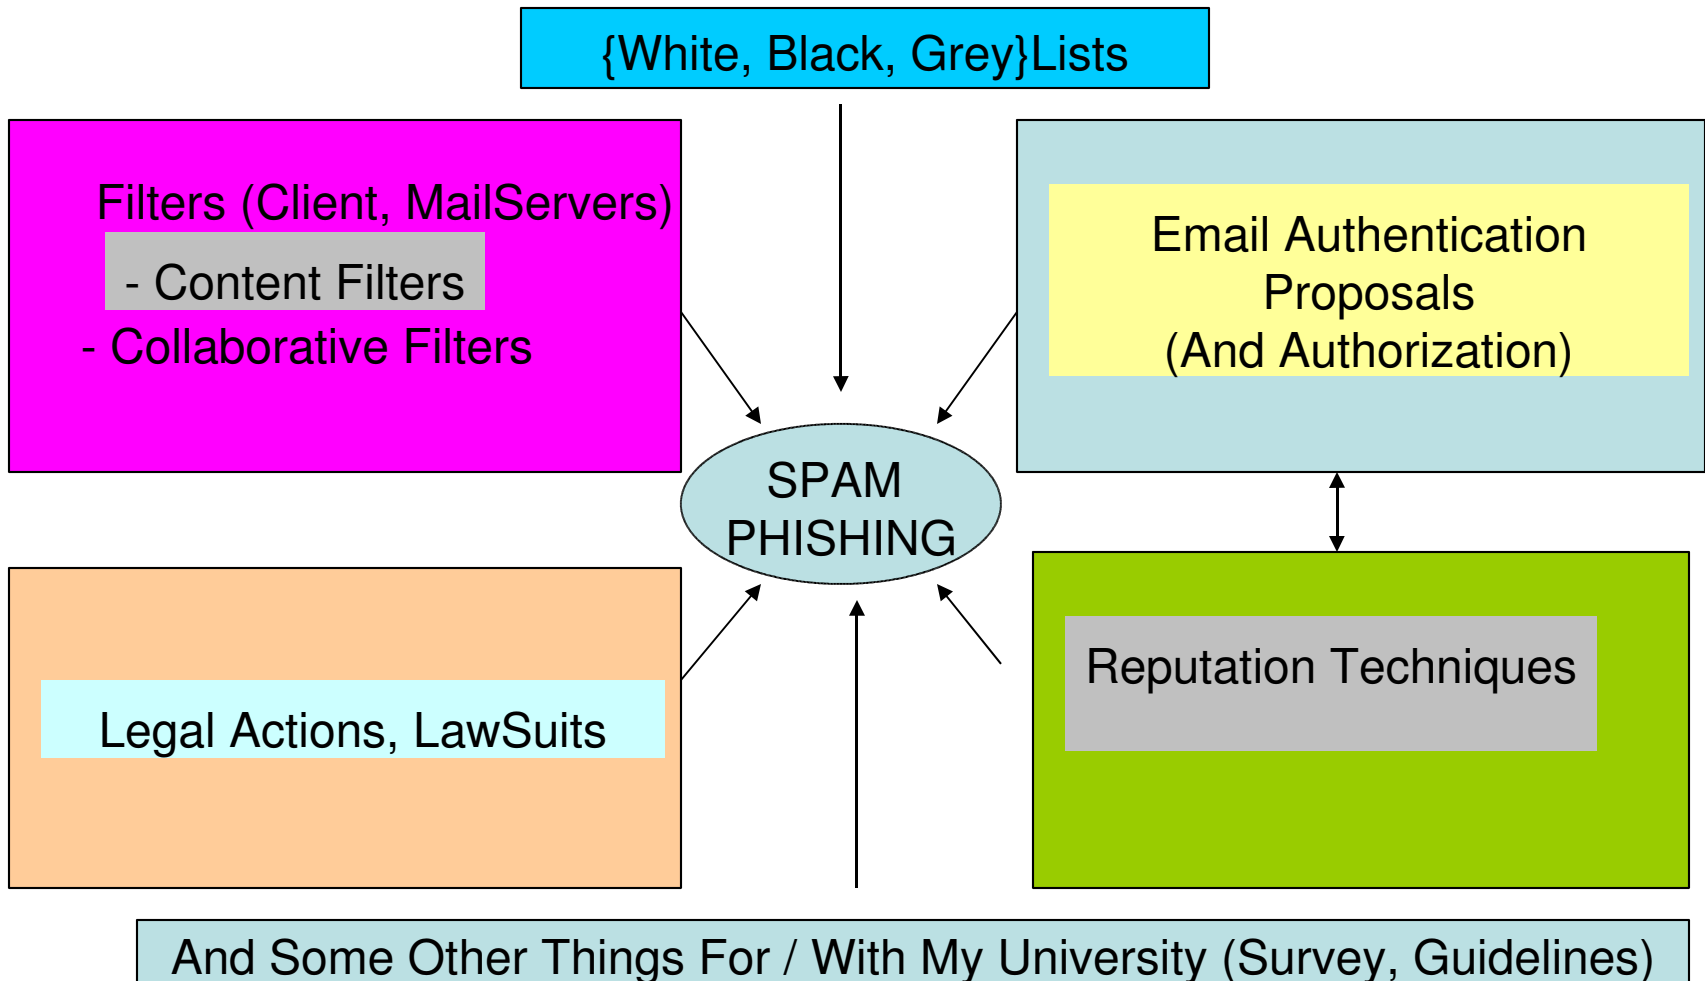 {White, Black, Grey}Lists
Filters (Client, MailServers)
- Content Filters
- Collaborative Filters
Email Authentication
Proposals
(And Authorization)
SPAM
PHISHING
Legal Actions, LawSuits
Reputation Techniques
And Some Other Things For / With My University (Survey, Guidelines)